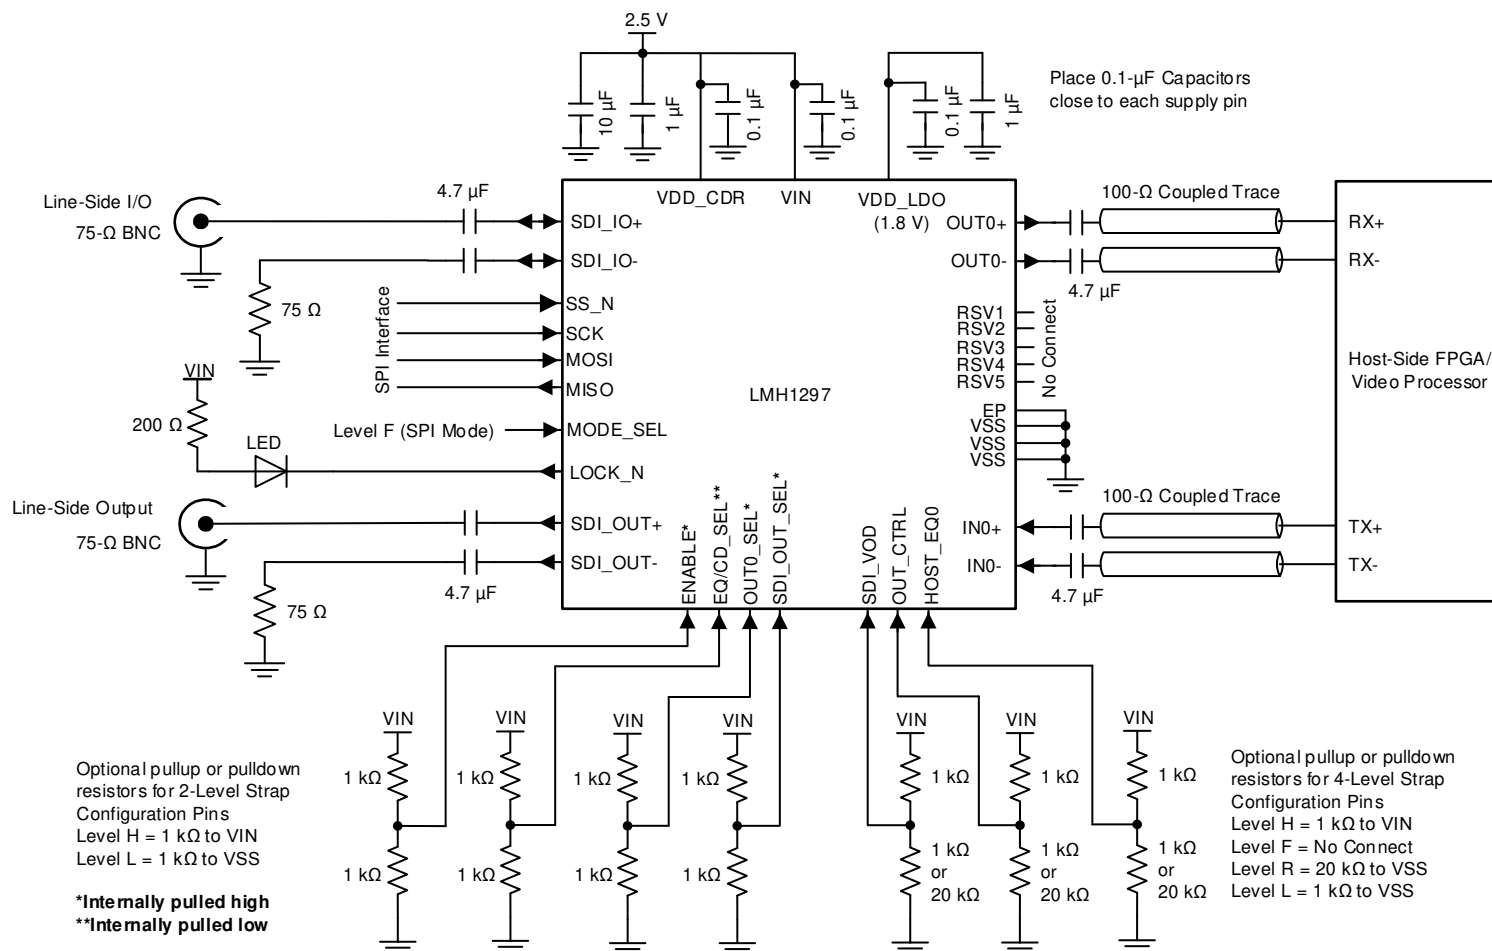 2.5 V
10 µF
1 µF
0.1 µF
0.1 µF
0.1 µF
1 µF
Place 0.1-µF Capacitors
close to each supply pin
VDD_CDR
VIN
VDD_LDO
(1.8 V)
Line-Side I/O
75-Ω BNC
4.7 µF
SDI_IO+
SDI_IO-
75 Ω
SPI Interface
SS_N
SCK
MOSI
MISO
VIN
200 Ω
LED
Level F (SPI Mode)
MODE_SEL
LOCK_N
Line-Side Output
75-Ω BNC
SDI_OUT+
SDI_OUT-
4.7 µF
75 Ω
LMH1297
OUT0+
OUT0-
100-Ω Coupled Trace
4.7 µF
RX+
RX-
RSV1
RSV2
RSV3
RSV4
RSV5
No Connect
EP
VSS
VSS
VSS
Host-Side FPGA/
Video Processor
100-Ω Coupled Trace
IN0+
IN0-
4.7 µF
TX+
TX-
ENABLE*
EQ/CD_SEL**
OUT0_SEL*
SDI_OUT_SEL*
SDI_VOD
OUT_CTRL
HOST_EQ0
VIN
VIN
VIN
VIN
VIN
VIN
VIN
1 kΩ
1 kΩ
1 kΩ
1 kΩ
1 kΩ
1 kΩ
1 kΩ
1 kΩ
1 kΩ
1 kΩ
1 kΩ
1 kΩ
or
20 kΩ
1 kΩ
or
20 kΩ
1 kΩ
or
20 kΩ
Optional pullup or pulldown
resistors for 2-Level Strap
Configuration Pins
Level H = 1 kΩ to VIN
Level L = 1 kΩ to VSS
*Internally pulled high
**Internally pulled low
Optional pullup or pulldown
resistors for 4-Level Strap
Configuration Pins
Level H = 1 kΩ to VIN
Level F = No Connect
Level R = 20 kΩ to VSS
Level L = 1 kΩ to VSS